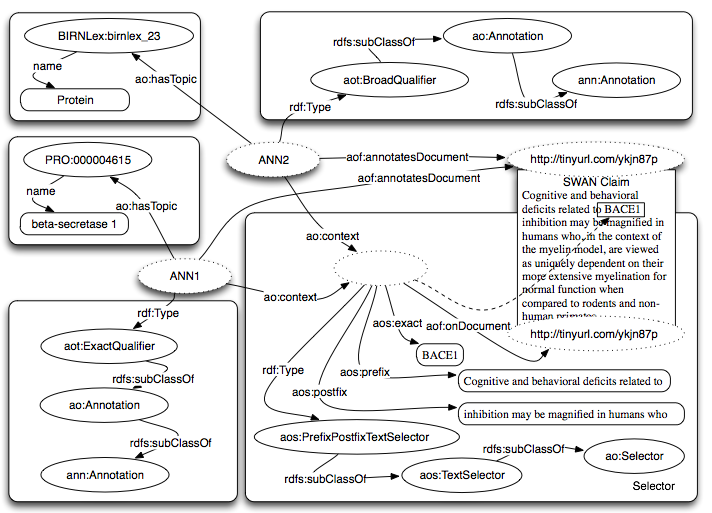 BIRNLex:birnlex_23
name
Protein
ao:hasTopic
rdfs:subClassOf
ao:Annotation
aot:BroadQualifier
ann:Annotation
rdfs:subClassOf
rdf:Type
PRO:000004615
name
beta-secretase 1
ao:hasTopic
ANN2
aof:annotatesDocument
aof:annotatesDocument
http://tinyurl.com/ykjn87p
SWAN Claim
Cognitive and behavioral
deficits related to BACE1
inhibition may be magnified in
humans who, in the context of
the myelin model, are viewed
as uniquely dependent on their
more extensive myelination for
normal function when
compared to rodents and non-
human primates
http://tinyurl.com/ykjn87p
ao:context
ANN1
ao:context
rdf:Type
aot:ExactQualifier
rdfs:subClassOf
ao:Annotation
rdfs:subClassOf
ann:Annotation
aos:exact
aof:onDocument
BACE1
rdf:Type
aos:prefix
Cognitive and behavioral deficits related to
aos:postfix
inhibition may be magnified in humans who
aos:PrefixPostfixTextSelector
rdfs:subClassOf
aos:TextSelector
rdfs:subClassOf
ao:Selector
Selector